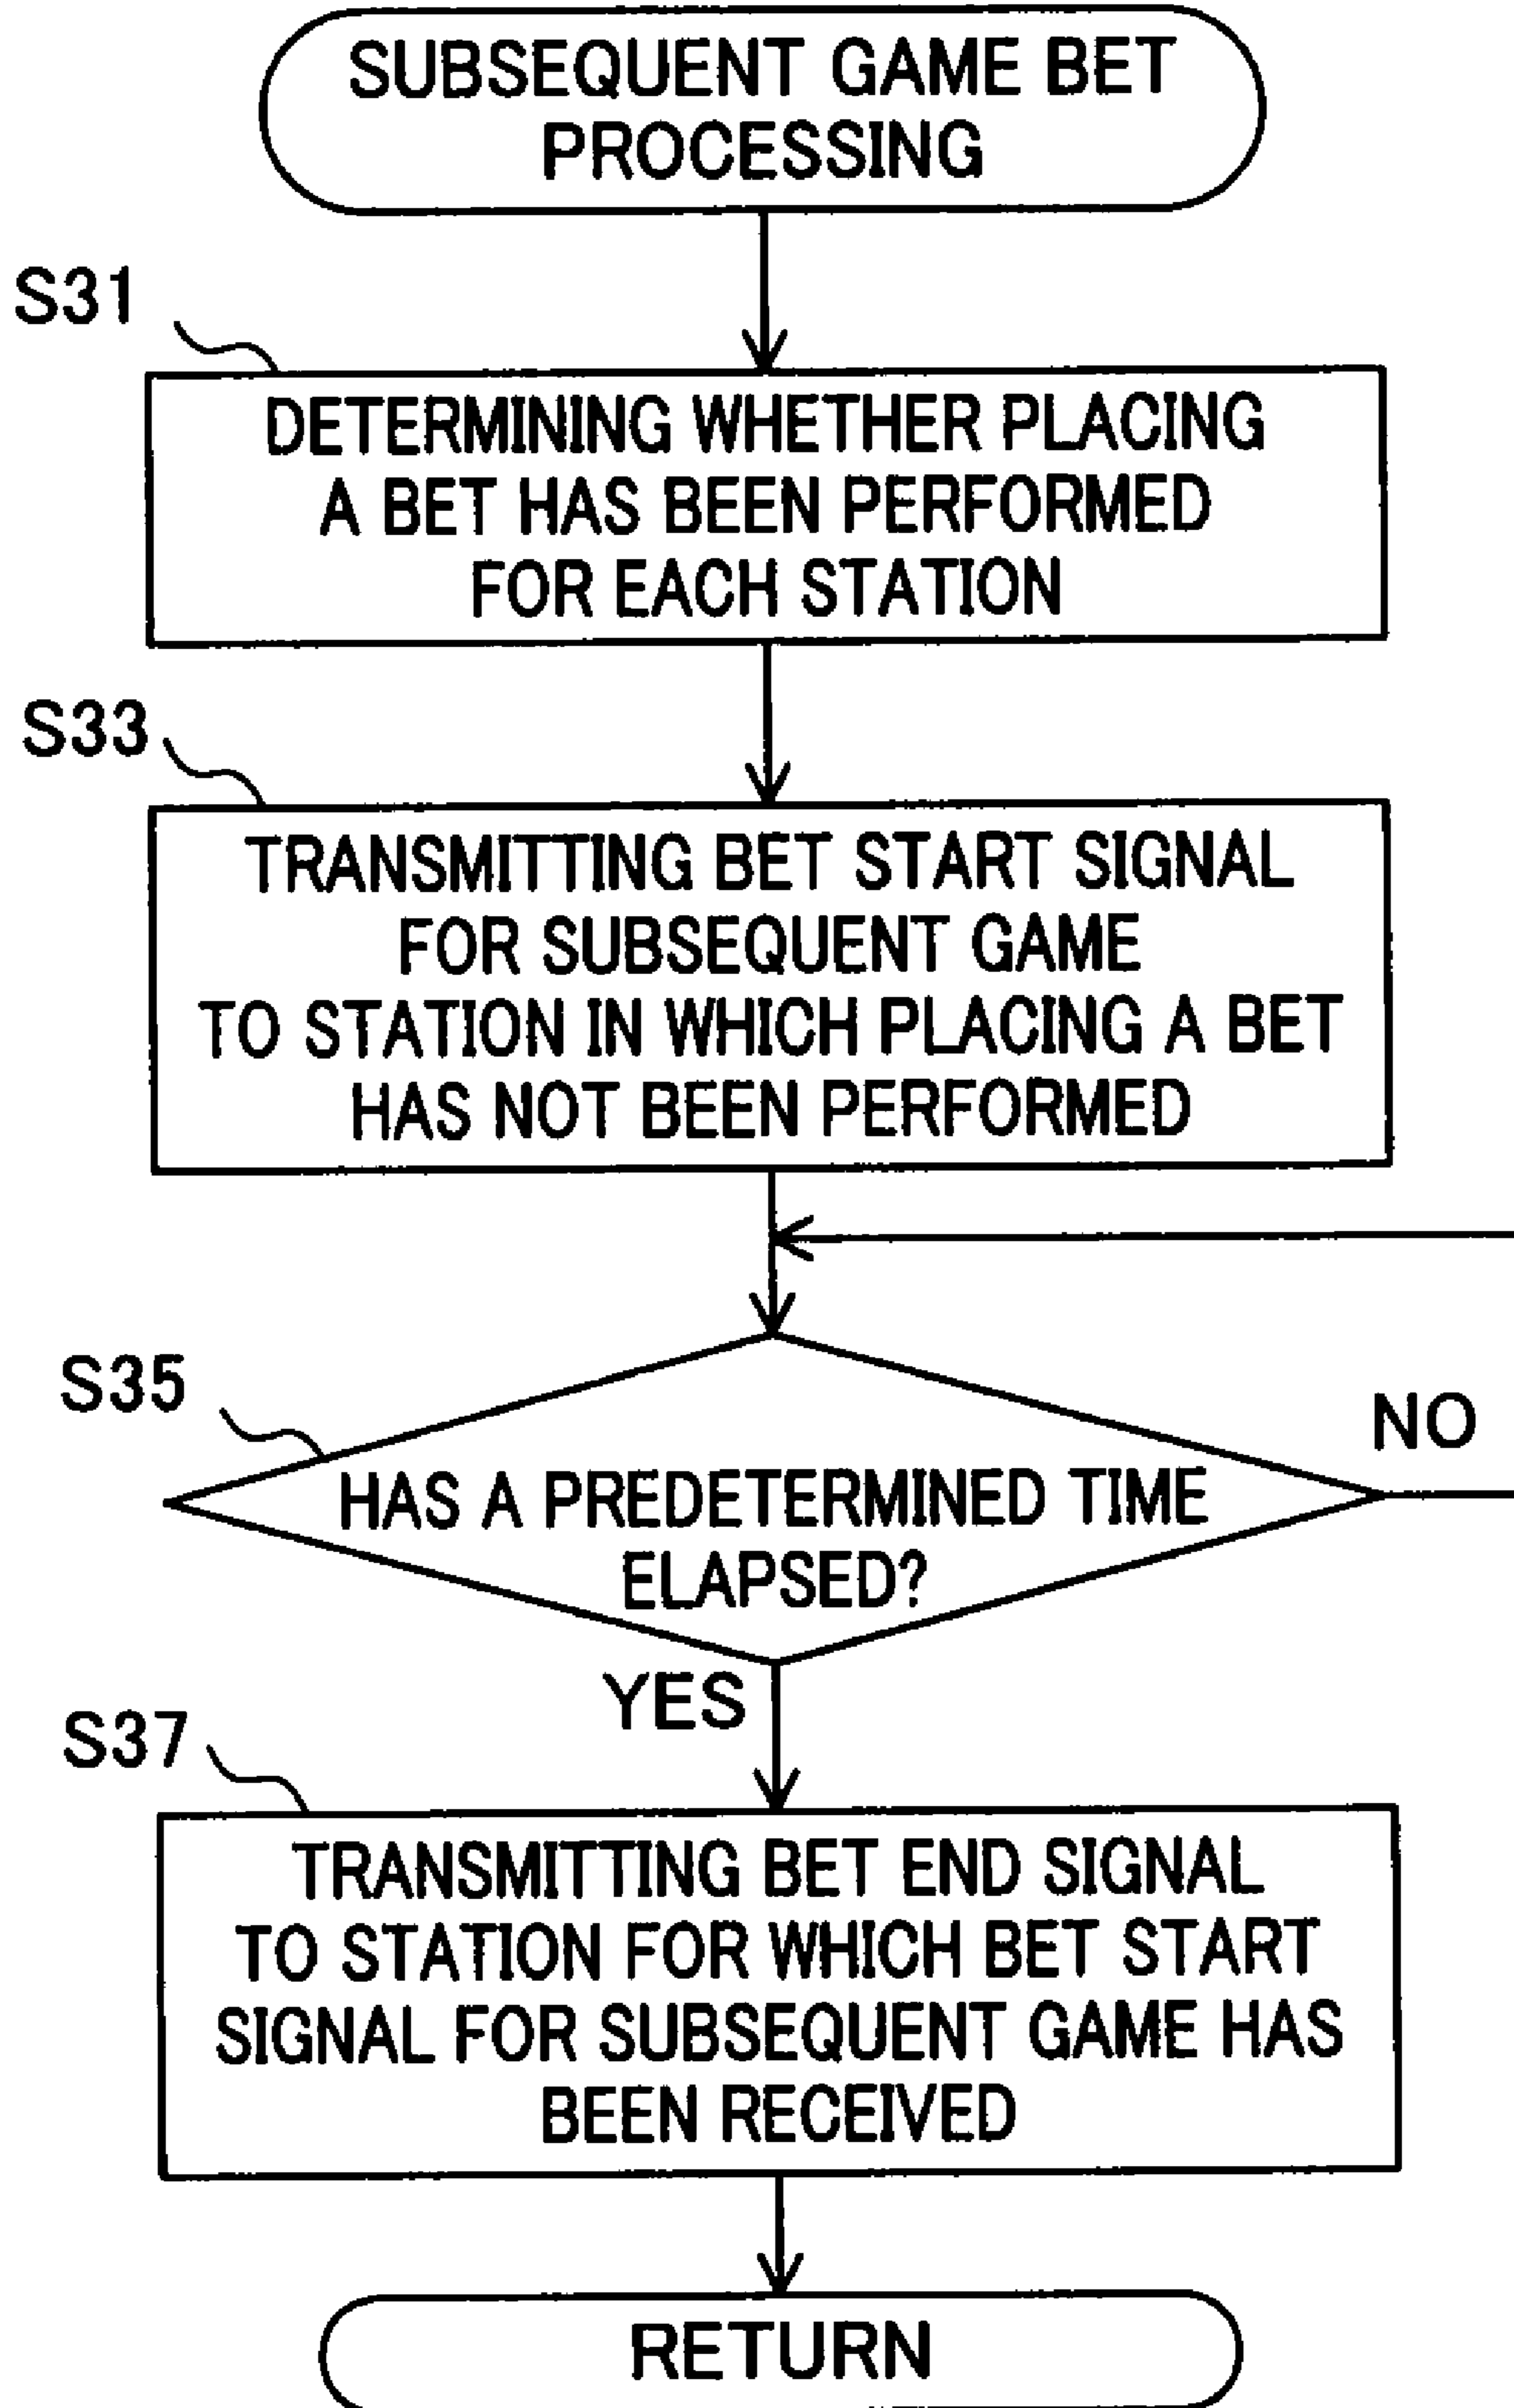 SUBSEQUENT GAME BET
PROCESSING
S31
DETERMINING WHETHER PLACING
A BET HAS BEEN PERFORMED
FOR EACH STATION
S33
TRANSMITTING BET START SIGNAL
FOR SUBSEQUENT GAME
TO STATION IN WHICH PLACING A BET
HAS NOT BEEN PERFORMED
S35
NO
HAS A PREDETERMINED TIME
ELAPSED?
YES
S37
TRANSMITTING BET END SIGNAL
TO STATION FOR WHICH BET START
SIGNAL FOR SUBSEQUENT GAME HAS
BEEN RECEIVED
RETURN